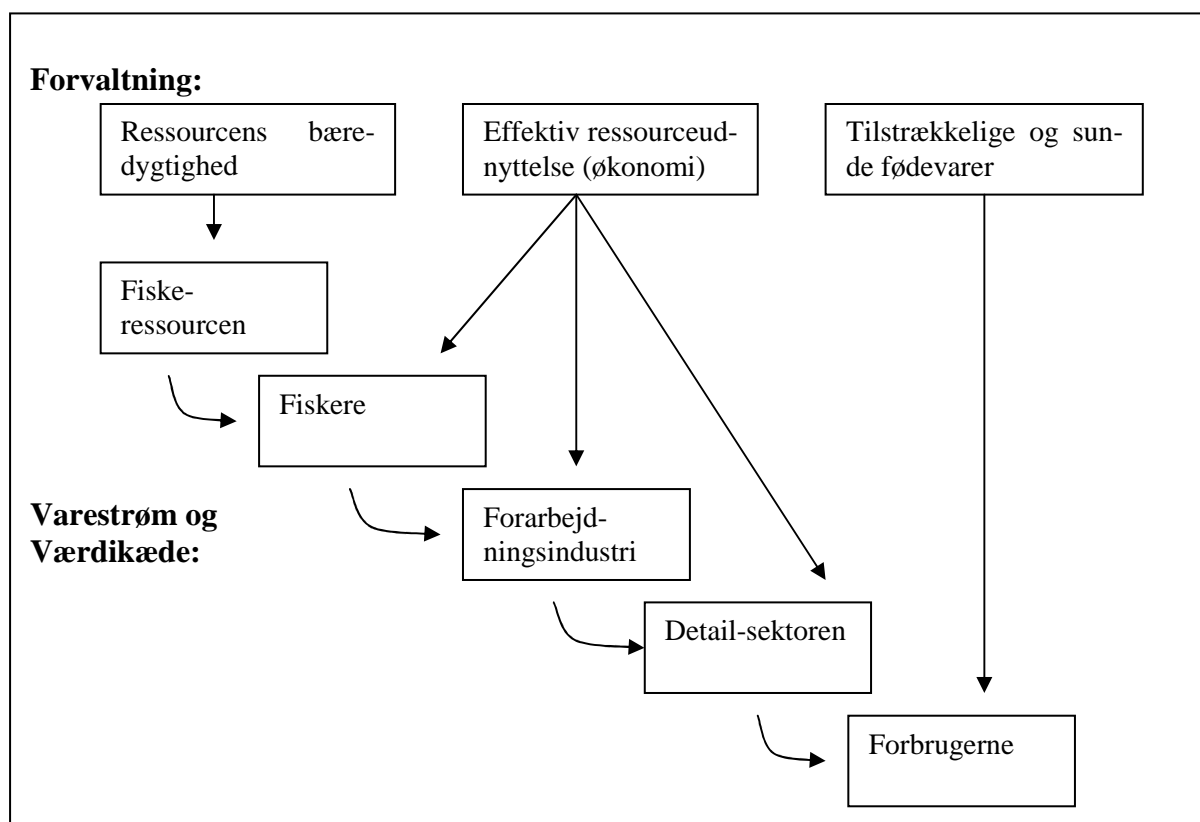 Forvaltning:
Ressourcens bære-
dygtighed
Effektiv ressourceud-
nyttelse (økonomi)
Tilstrækkelige og sun-
de fødevarer
Fiske-
ressourcen
Fiskere
Varestrøm og
Værdikæde:
Forarbejd-
ningsindustri
Detail-sektoren
Forbrugerne